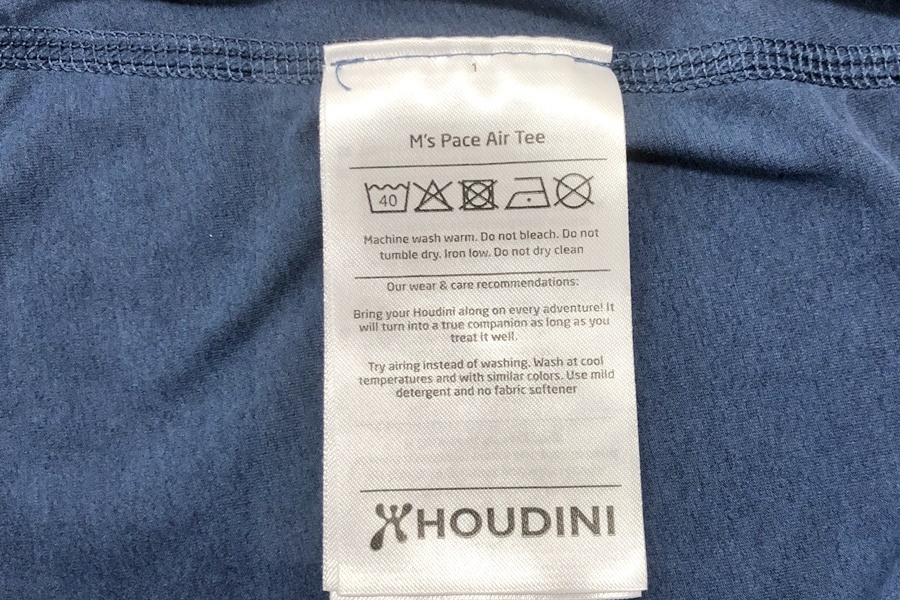 1
M's Pace Air Tee
40
Machine wash warm. Do not bleach. Do not
tumble dry. Iron low. Do not dry clean
Our wear & care recommendations:
Bring your Houdini along on every adventure! It
will turn into a true companion as long as you
treat it well.
Try airing instead of washing. Wash at cool
temperatures and with similar colors. Use mild
detergent and no fabric softener
HOUDINI